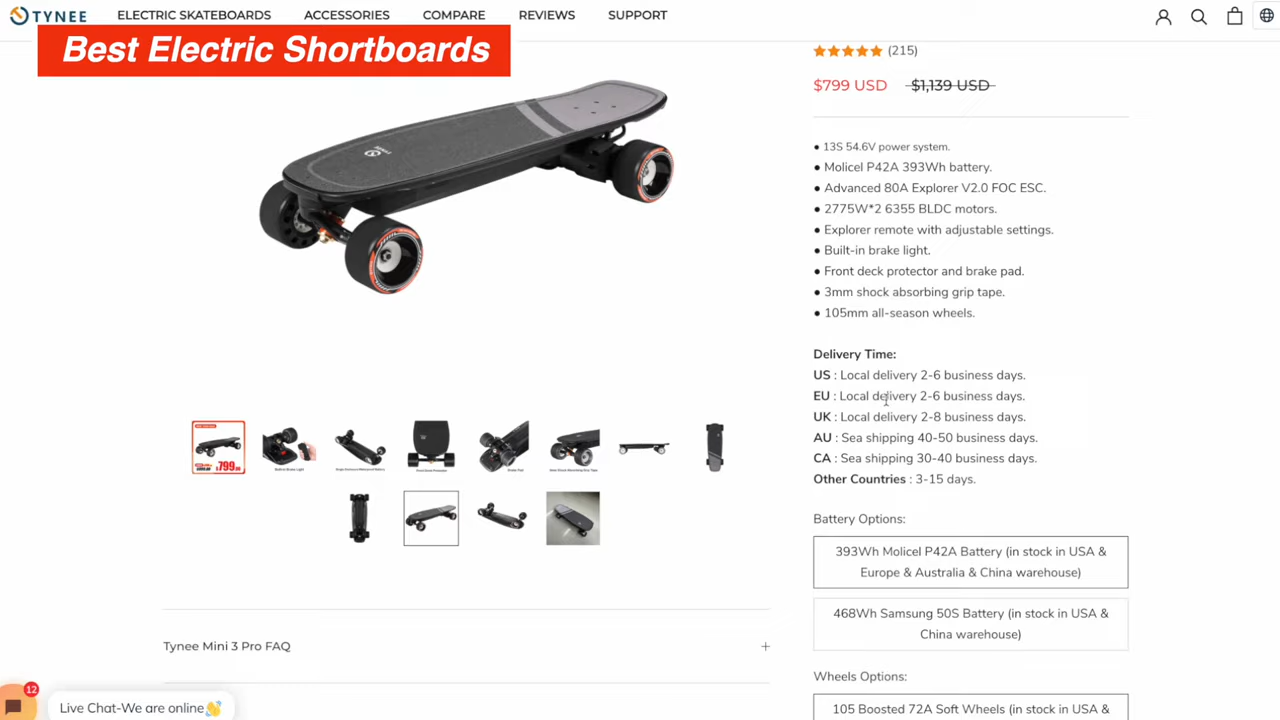 TYNEE
ELECTRIC SKATEBOARDS
ACCESSORIES
COMPARE
REVIEWS
SUPPORT
Best Electric Shortboards
(215)
$799 USD
$1,139 USD
● 13S 54.6V power system.
● Molicel P42A 393Wh battery.
● Advanced 80A Explorer V2.0 FOC ESC.
● 2775W*2 6355 BLDC motors.
● Explorer remote with adjustable settings.
● Built-in brake light.
● Front deck protector and brake pad.
● 3mm shock absorbing grip tape.
● 105mm all-season wheels.
Delivery Time:
US : Local delivery 2-6 business days.
EU : Local delivery 2-6 business days.
UK : Local delivery 2-8 business days.
AU : Sea shipping 40-50 business days.
CA : Sea shipping 30-40 business days.
Other Countries : 3-15 days.
Battery Options:
393Wh Molicel P42A Battery (in stock in USA &
Europe & Australia & China warehouse)
468Wh Samsung 50S Battery (in stock in USA &
China warehouse)
Wheels Options:
105 Boosted 72A Soft Wheels (in stock in USA &
Tynee Mini 3 Pro FAQ
12
Live Chat-We are online👋